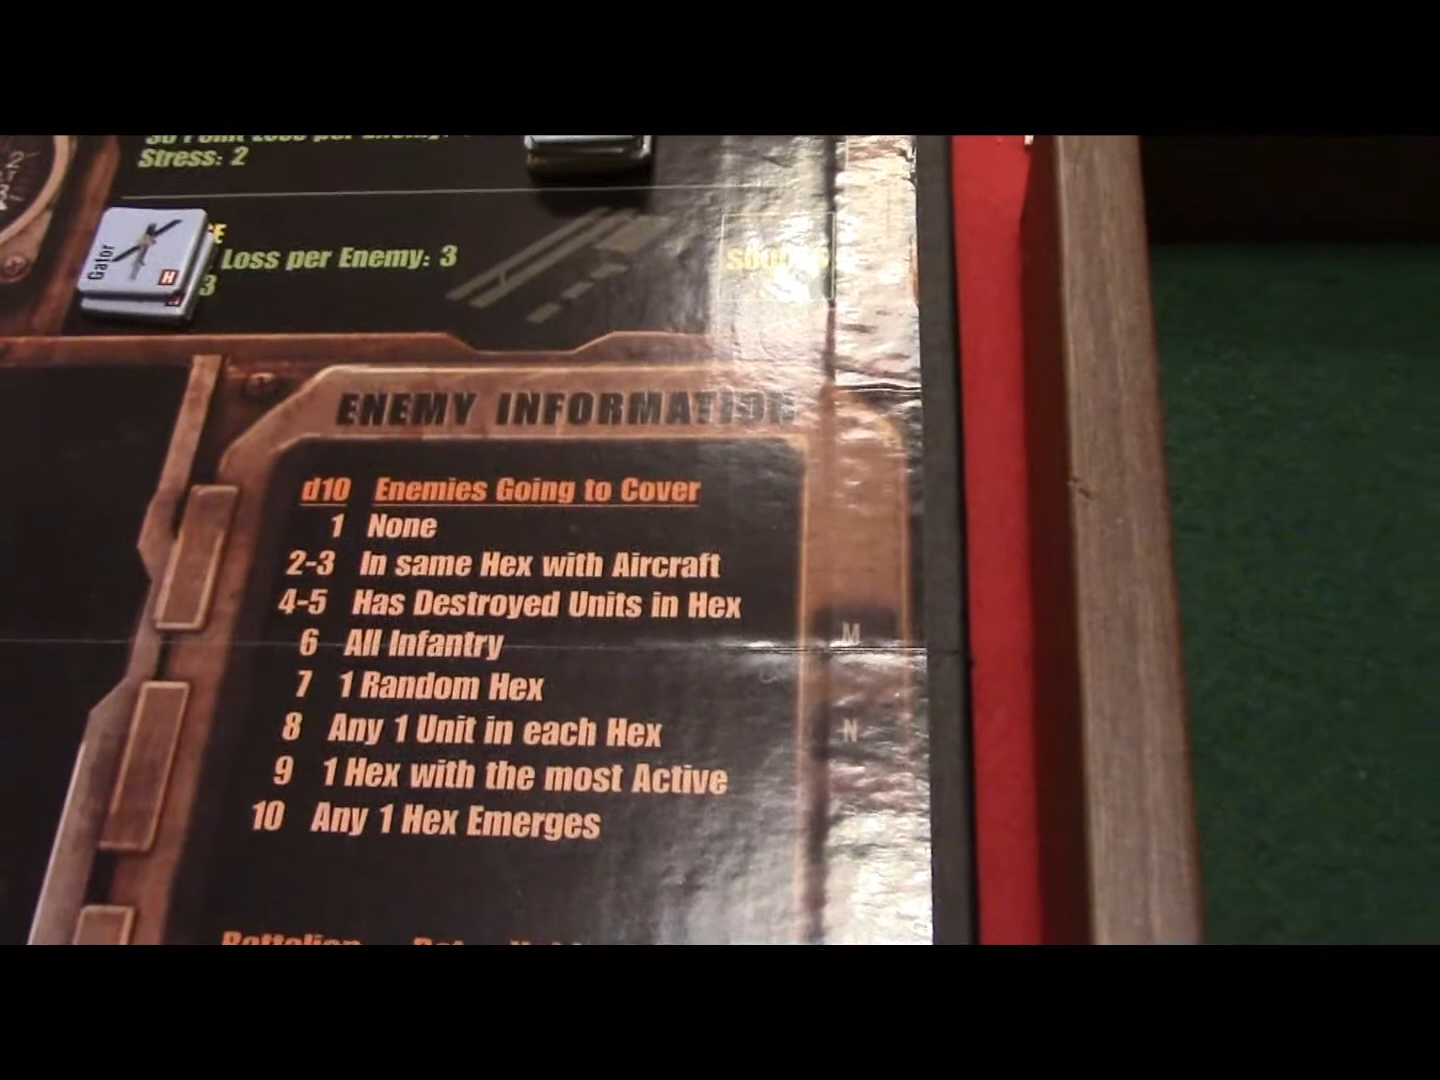 Stress: 2
Gator
H
Loss per Enemy: 3
3
ENEMY INFORMATION
d10 Enemies Going to Cover
1 None
2-3 In same Hex with Aircraft
4-5 Has Destroyed Units in Hex
6 All Infantry
7 1 Random Hex
8 Any 1 Unit in each Hex
9 1 Hex with the most Active
10 Any 1 Hex Emerges
M
N